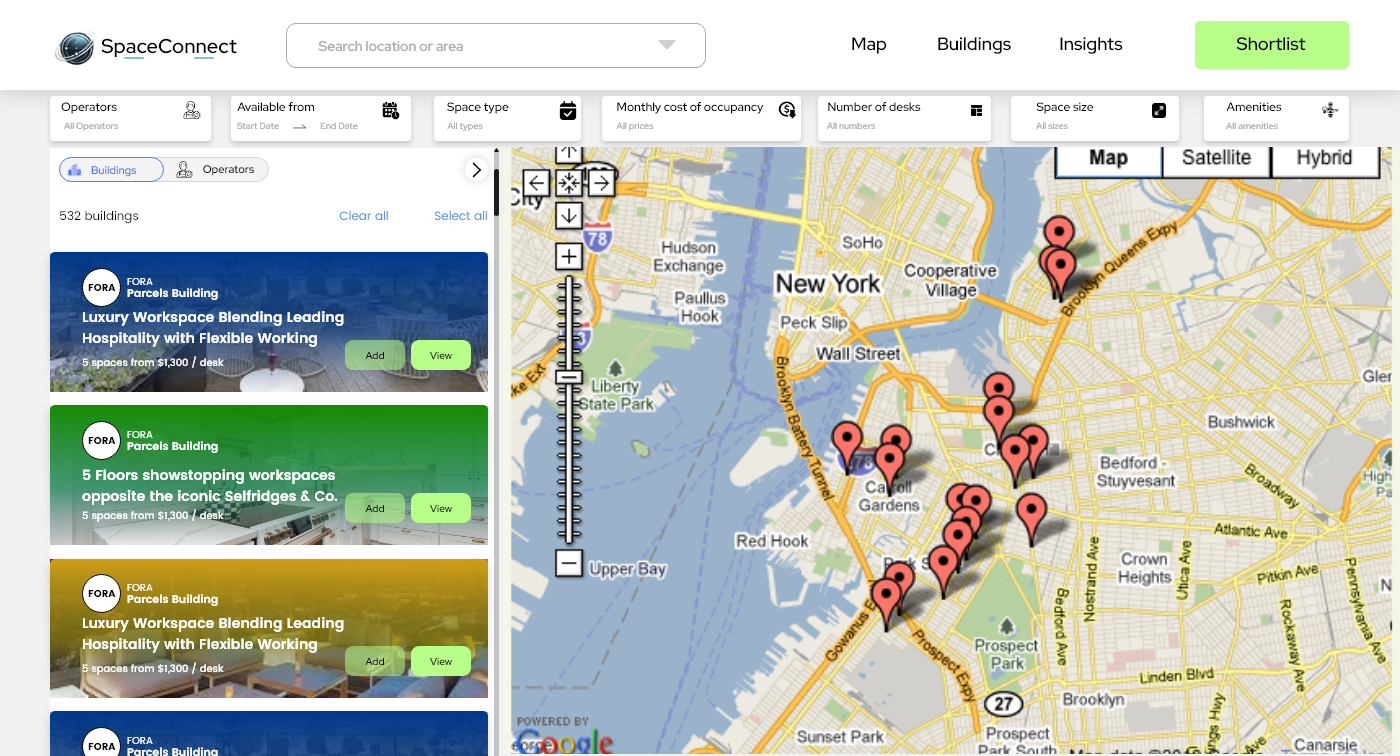 SpaceConnect
Search location or area
Map
Buildings
Insights
Shortlist
Operators
All Operators
Available from
Start Date
End Date
Space type
All types
Monthly cost of occupancy
All prices
Number of desks
All numbers
Space size
All sizes
Amenities
All amenities
Buildings
Operators
532 buildings
Clear all
Select all
FORA
FORA
Parcels Building
Luxury Workspace Blending Leading
Hospitality with Flexible Working
5 spaces from $1,300 / desk
Add
View
FORA
FORA
Parcels Building
5 Floors showstopping workspaces
opposite the iconic Selfridges & Co.
5 spaces from $1,300 / desk
Add
View
FORA
FORA
Parcels Building
Luxury Workspace Blending Leading
Hospitality with Flexible Working
5 spaces from $1,300 / desk
Add
View
FORA
FORA
Parcels Building
Map
Satellite
Hybrid
City
78
Hudson
Exchange
SoHo
New York
Cooperative
Village
Brooklyn Queens Expy
Paullus
Hook
Peck Slip
Wall Street
Liberty
State Park
Brooklyn Battery Tunnel
Bushwick
Carroll
Gardens
Bedford -
Stuyvesant
Broadway
Red Hook
Atlantic Ave
Upper Bay
Crown
Heights
Nostrand Ave
Utica Ave
Pitkin Ave
Pennsylvania Ave
Bedford Ave
Rockaway Ave
Gowanus
Prospect Expy
Prospect
Park
Linden Blvd
27
Brooklyn
POWERED BY
Google
Sunset Park
Prospect
Park South
Canarsie